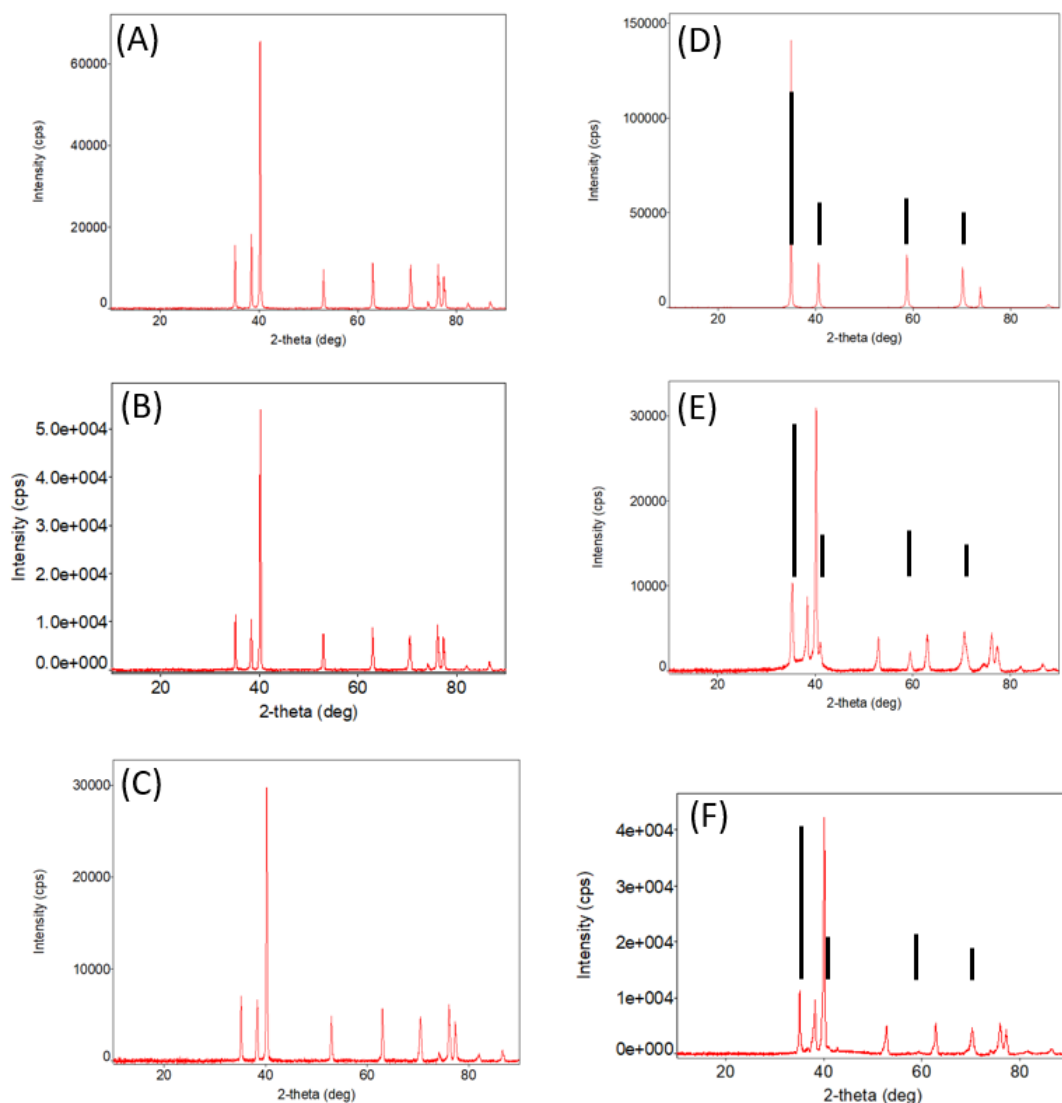 (A)
60000
40000
20000
0
Intensity (cps)
20 40 60 80
2-theta (deg)
(D)
150000
100000
50000
0
Intensity (cps)
20 40 60 80
2-theta (deg)
(B)
5.0e+004
4.0e+004
3.0e+004
2.0e+004
1.0e+004
0.0e+000
Intensity (cps)
20 40 60 80
2-theta (deg)
(E)
30000
20000
10000
0
Intensity (cps)
20 40 60 80
2-theta (deg)
(C)
30000
20000
10000
0
Intensity (cps)
20 40 60 80
2-theta (deg)
(F)
4e+004
3e+004
2e+004
1e+004
0e+000
Intensity (cps)
20 40 60 80
2-theta (deg)